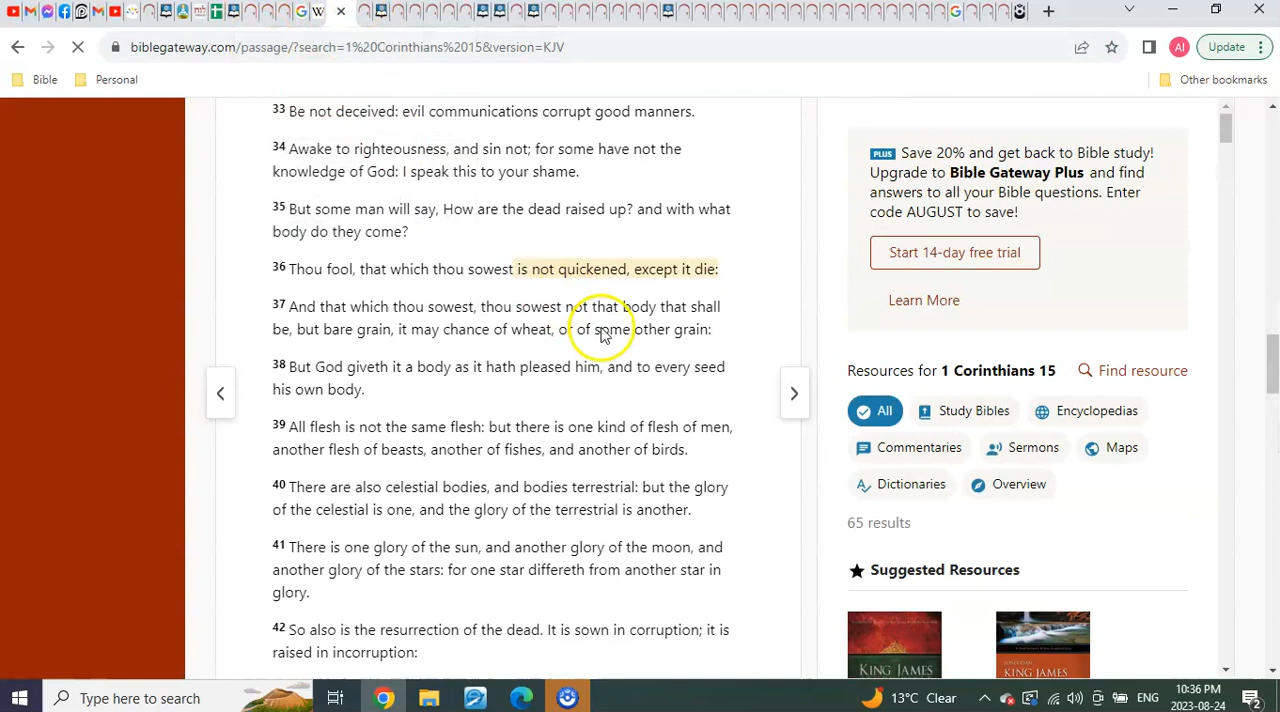 biblegateway.com/passage/?search=1%20Corinthians%2015&version=KJV
AI
Update
Bible
Personal
Other bookmarks
33 Be not deceived: evil communications corrupt good manners.
34 Awake to righteousness, and sin not; for some have not the
knowledge of God: I speak this to your shame.
35 But some man will say, How are the dead raised up? and with what
body do they come?
36 Thou fool, that which thou sowest is not quickened, except it die:
37 And that which thou sowest, thou sowest not that body that shall
be, but bare grain, it may chance of wheat, or of some other grain:
38 But God giveth it a body as it hath pleased him, and to every seed
his own body.
39 All flesh is not the same flesh: but there is one kind of flesh of men,
another flesh of beasts, another of fishes, and another of birds.
40 There are also celestial bodies, and bodies terrestrial: but the glory
of the celestial is one, and the glory of the terrestrial is another.
41 There is one glory of the sun, and another glory of the moon, and
another glory of the stars: for one star differeth from another star in
glory.
42 So also is the resurrection of the dead. It is sown in corruption; it is
raised in incorruption:
PLUS Save 20% and get back to Bible study!
Upgrade to Bible Gateway Plus and find
answers to all your Bible questions. Enter
code AUGUST to save!
Start 14-day free trial
Learn More
Resources for 1 Corinthians 15
Find resource
All
Study Bibles
Encyclopedias
Commentaries
Sermons
Maps
Dictionaries
Overview
65 results
Suggested Resources
KING JAMES
KING JAMES
Type here to search
13°C Clear
ENG
10:36 PM
2023-08-24
2